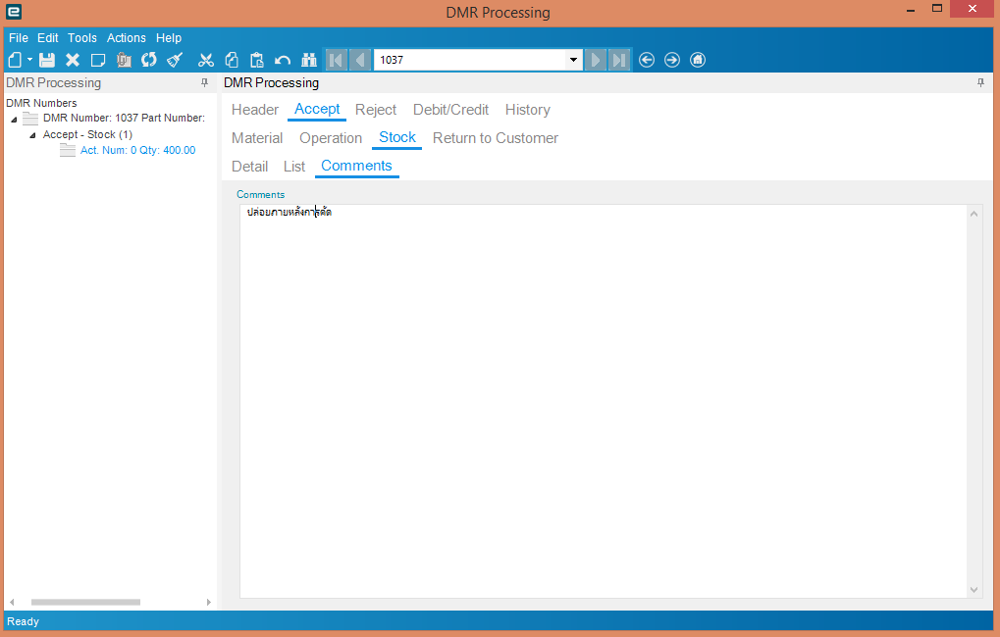 DMR Processing
File Edit Tools Actions Help
1037
DMR Processing
DMR Numbers
DMR Number: 1037 Part Number:
Accept - Stock (1)
Act. Num: 0 Qty: 400.00
DMR Processing
Header Accept Reject Debit/Credit History
Material Operation Stock Return to Customer
Detail List Comments
Comments
ปล่อยภายหลังการคัด
Ready